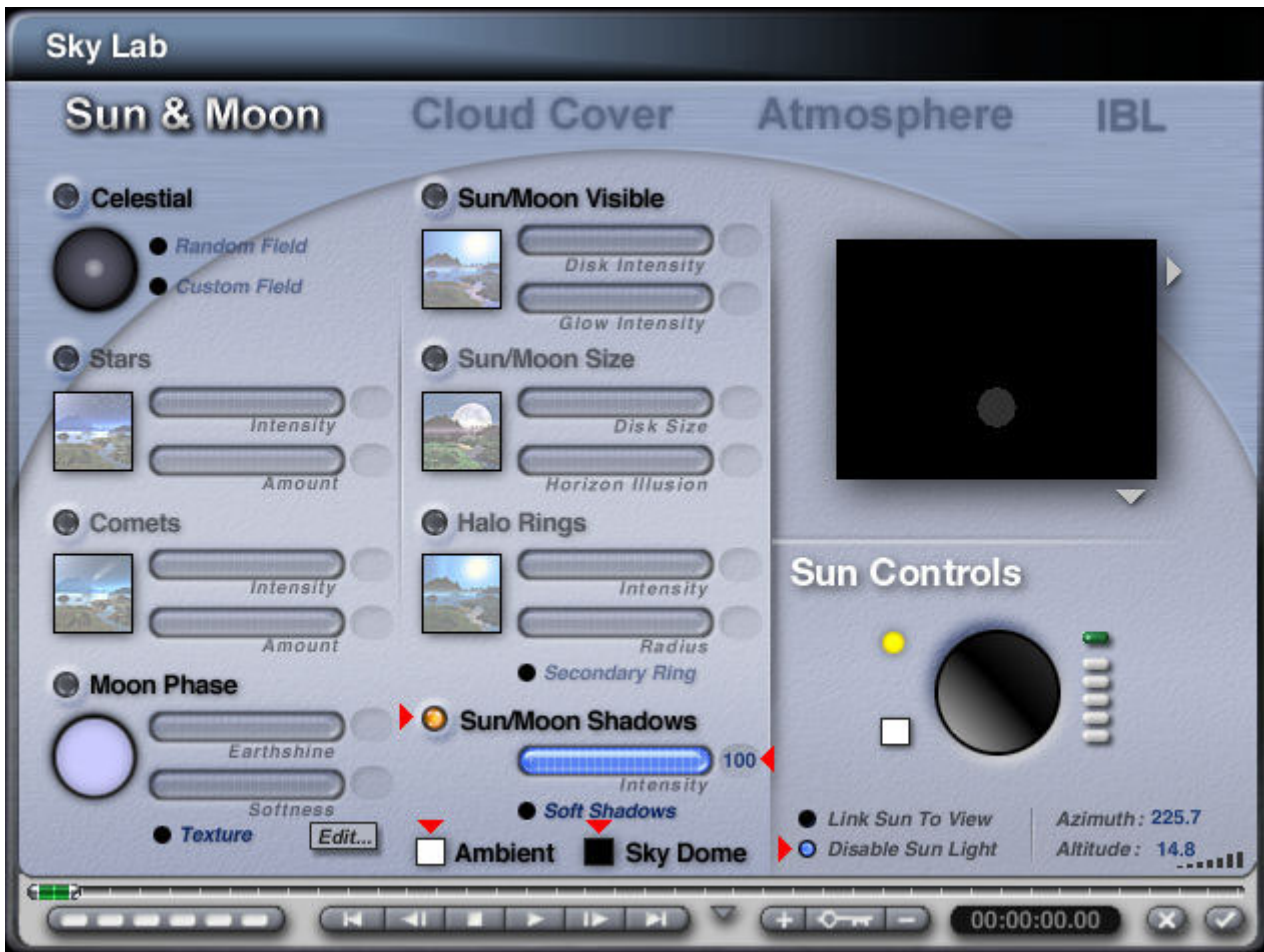 Sky Lab
Sun & Moon
Cloud Cover
Atmosphere
IBL
Celestial
Random Field
Custom Field
Stars
Intensity
Amount
Comets
Intensity
Amount
Moon Phase
Earthshine
Softness
Texture
Edit...
Sun/Moon Visible
Disk Intensity
Glow Intensity
Sun/Moon Size
Disk Size
Horizon Illusion
Halo Rings
Intensity
Radius
Secondary Ring
Sun/Moon Shadows
100
Intensity
Soft Shadows
Ambient
Sky Dome
Sun Controls
Link Sun To View
Disable Sun Light
Azimuth: 225.7
Altitude: 14.8
00:00:00.00